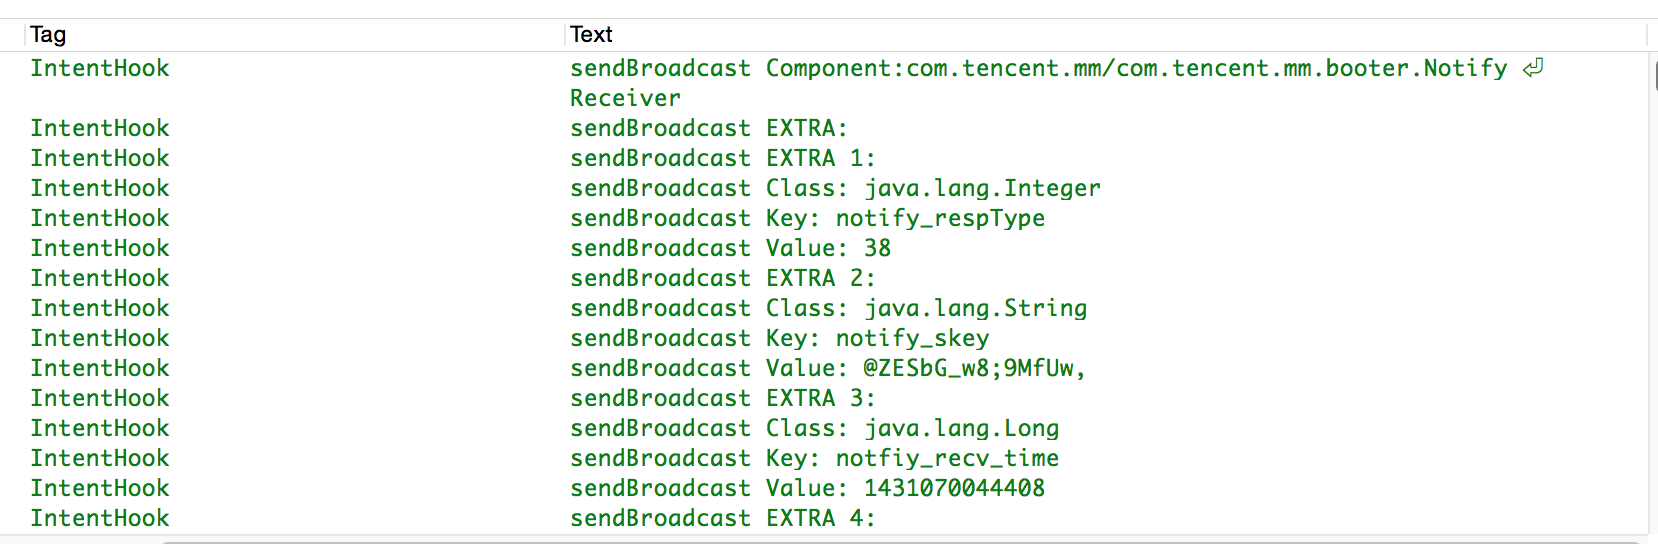 Tag Text
IntentHook sendBroadcast Component:com.tencent.mm/com.tencent.mm.booter.Notify
Receiver
IntentHook sendBroadcast EXTRA:
IntentHook sendBroadcast EXTRA 1:
IntentHook sendBroadcast Class: java.lang.Integer
IntentHook sendBroadcast Key: notify_respType
IntentHook sendBroadcast Value: 38
IntentHook sendBroadcast EXTRA 2:
IntentHook sendBroadcast Class: java.lang.String
IntentHook sendBroadcast Key: notify_skey
IntentHook sendBroadcast Value: @ZESbG_w8;9MfUw,
IntentHook sendBroadcast EXTRA 3:
IntentHook sendBroadcast Class: java.lang.Long
IntentHook sendBroadcast Key: notfiy_recv_time
IntentHook sendBroadcast Value: 1431070044408
IntentHook sendBroadcast EXTRA 4: